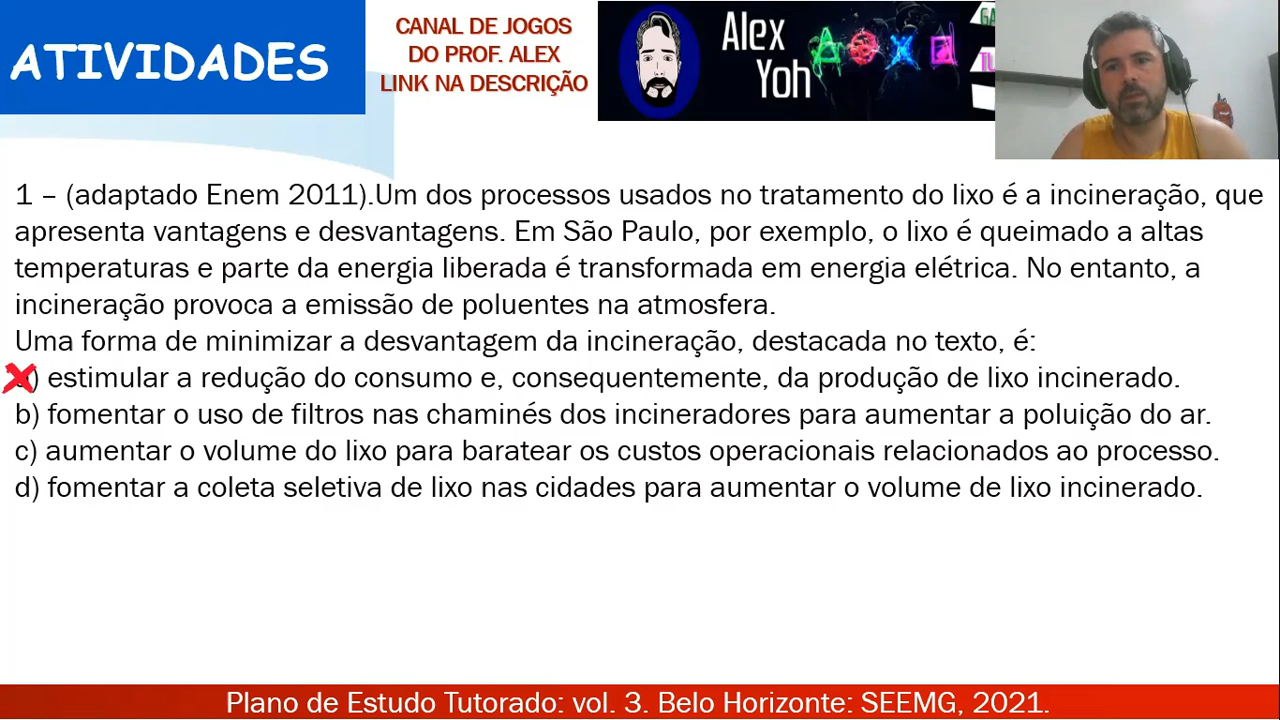 ATIVIDADES
CANAL DE JOGOS
DO PROF. ALEX
LINK NA DESCRIÇÃO
Alex
Yoh
1 – (adaptado Enem 2011).Um dos processos usados no tratamento do lixo é a incineração, que
apresenta vantagens e desvantagens. Em São Paulo, por exemplo, o lixo é queimado a altas
temperaturas e parte da energia liberada é transformada em energia elétrica. No entanto, a
incineração provoca a emissão de poluentes na atmosfera.
Uma forma de minimizar a desvantagem da incineração, destacada no texto, é:
a) estimular a redução do consumo e, consequentemente, da produção de lixo incinerado.
b) fomentar o uso de filtros nas chaminés dos incineradores para aumentar a poluição do ar.
c) aumentar o volume do lixo para baratear os custos operacionais relacionados ao processo.
d) fomentar a coleta seletiva de lixo nas cidades para aumentar o volume de lixo incinerado.
Plano de Estudo Tutorado: vol. 3. Belo Horizonte: SEEMG, 2021.